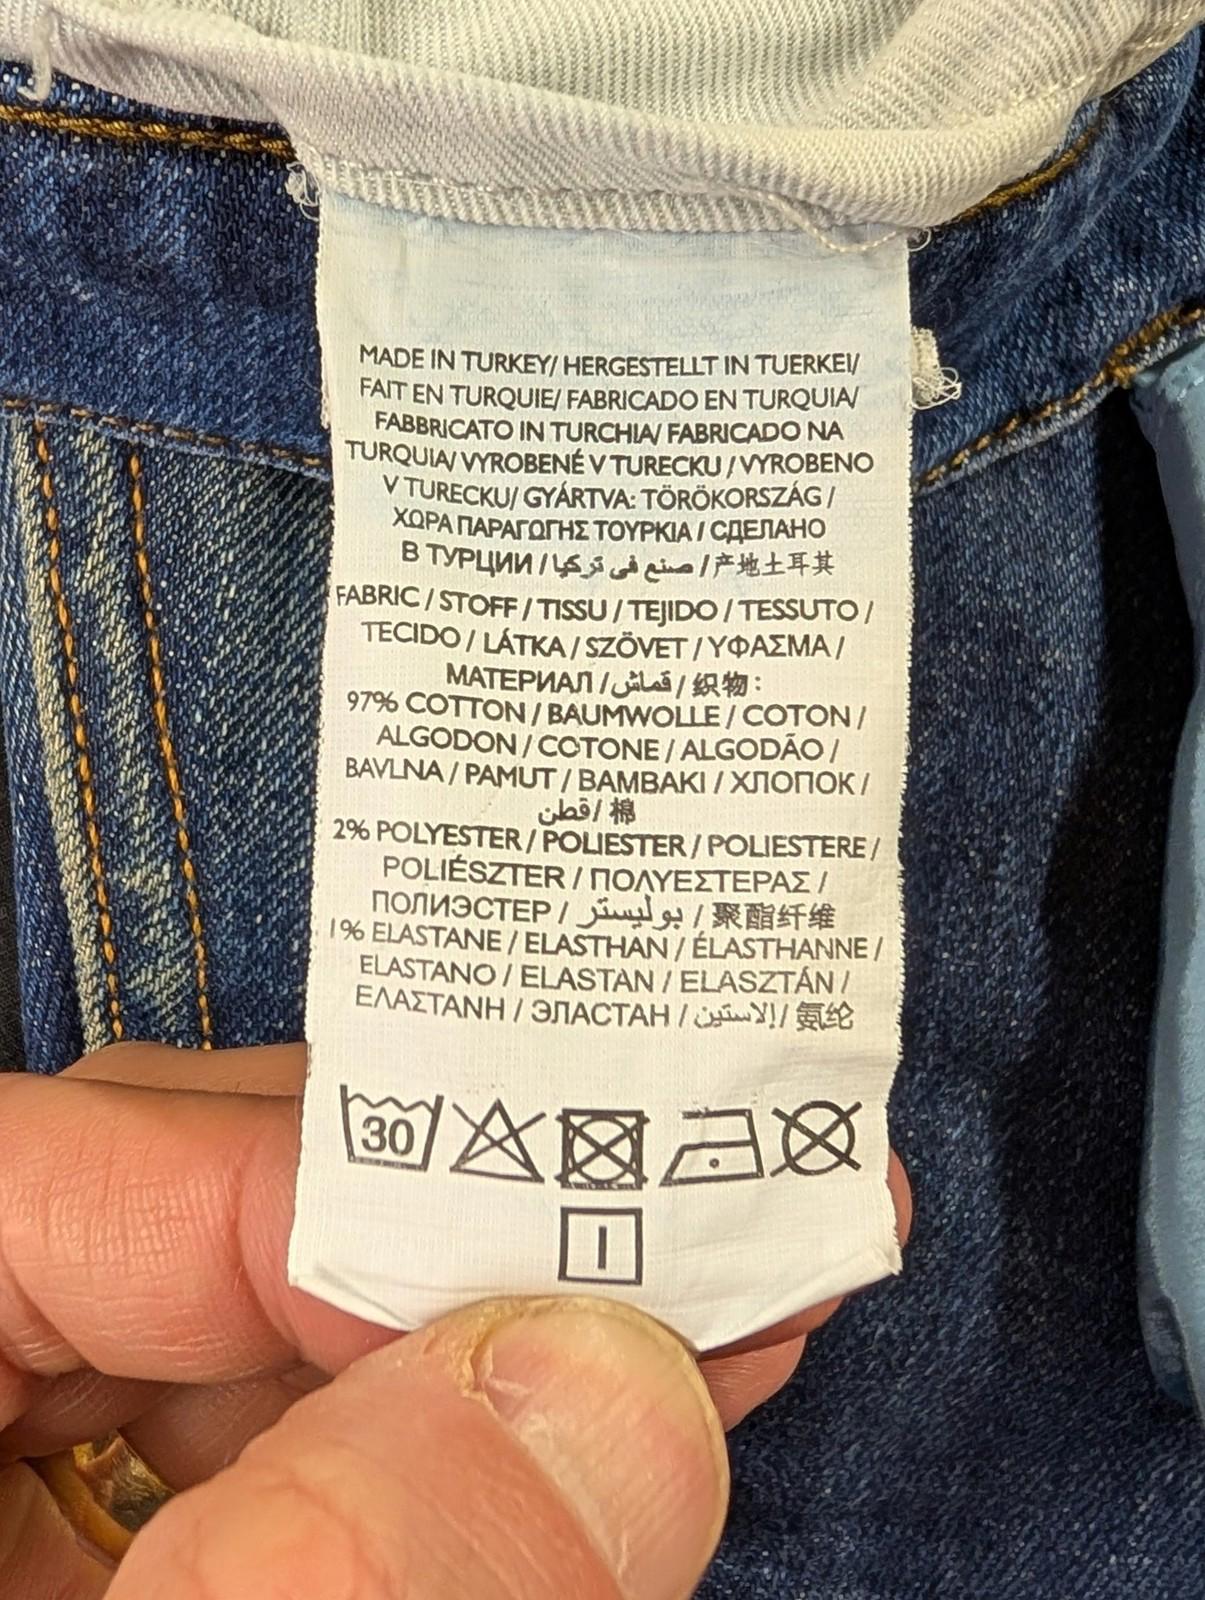 MADE IN TURKEY/ HERGESTELLT IN TUERKEI/
FAIT EN TURQUIE/ FABRICADO EN TURQUIA/
FABBRICATO IN TURCHIA/ FABRICADO NA
TURQUIA/ VYROBENÉ V TURECKU / VYROBENO
V TURECKU/ GYÁRTVA: TÖRÖKORSZÁG /
ΧΩΡΑ ΠΑΡΑΓΩΓΗΣ ΤΟΥΡΚΙΑ / СДЕЛАНО
В ТУРЦИИ / صنع في تركيا / 产地土耳其
FABRIC / STOFF / TISSU / TEJIDO / TESSUTO /
TECIDO / LÁTKA / SZÖVET / ΥΦΑΣΜΑ /
МАТЕРИАЛ / قماش / 织物:
97% COTTON / BAUMWOLLE / COTON /
ALGODON / COTONE / ALGODÃO /
BAVLNA / PAMUT / BAMBAKI / ХЛОПОК /
قطن / 棉
2% POLYESTER / POLIESTER / POLIESTERE /
POLIÉSZTER / ΠΟΛΥΕΣΤΕΡΑΣ /
ПОЛИЭСТЕР / بوليستر / 聚酯纤维
1% ELASTANE / ELASTHAN / ÉLASTHANNE /
ELASTANO / ELASTAN / ELASZTÁN /
ΕΛΑΣΤΑΝΗ / ЭЛАСТАН / إلاستين / 氨纶
30